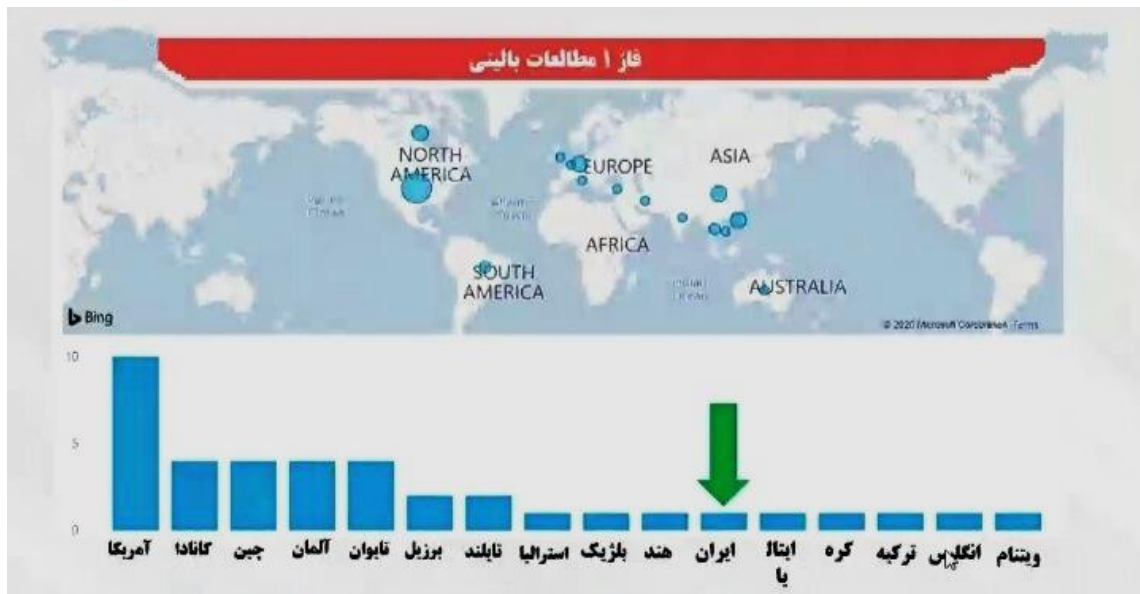 فاز ۱ مطالعات بالینی
NORTH
AMERICA
EUROPE
ASIA
AFRICA
SOUTH
AMERICA
AUSTRALIA
Bing
© 2020 Microsoft Corporation Terms
10
5
0
آمریکا
کانادا
چین
آلمان
تایوان
برزیل
تایلند
استرالیا
بلژیک
هند
ایران
ایتال
یا
کره
ترکیه
انگلیس
ویتنام